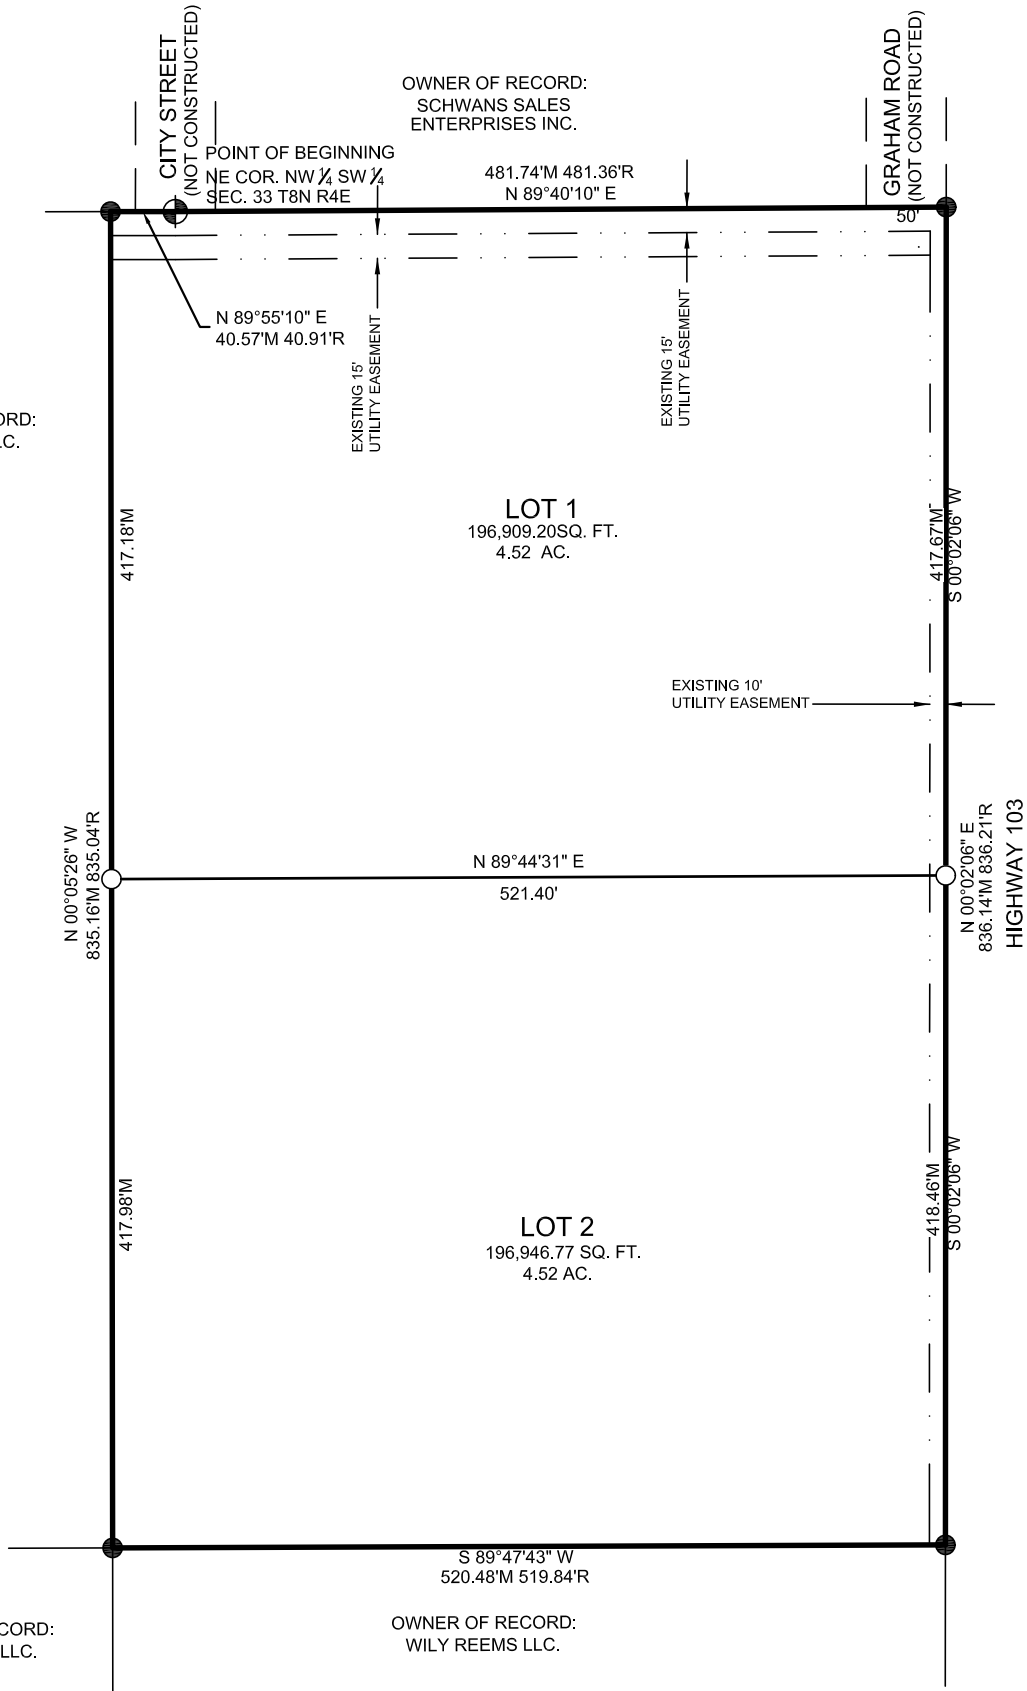 CITY STREET
(NOT CONSTRUCTED)
OWNER OF RECORD:
SCHWANS SALES
ENTERPRISES INC.
GRAHAM ROAD
(NOT CONSTRUCTED)
POINT OF BEGINNING
NE COR. NW 1/4 SW 1/4
SEC. 33 T8N R4E
481.74'M 481.36'R
N 89°40'10" E
50'
N 89°55'10" E
40.57'M 40.91'R
EXISTING 15'
UTILITY EASEMENT
EXISTING 15'
UTILITY EASEMENT
ORD:
LC.
417.18'M
LOT 1
196,909.20SQ. FT.
4.52 AC.
417.67'M
S 00°02'06" W
EXISTING 10'
UTILITY EASEMENT
N 00°05'26" W
835.16'M 835.04'R
N 89°44'31" E
521.40'
N 00°02'06" E
836.14'M 836.21'R
HIGHWAY 103
417.98'M
LOT 2
196,946.77 SQ. FT.
4.52 AC.
418.46'M
S 00°02'06" W
S 89°47'43" W
520.48'M 519.84'R
CORD:
LLC.
OWNER OF RECORD:
WILY REEMS LLC.